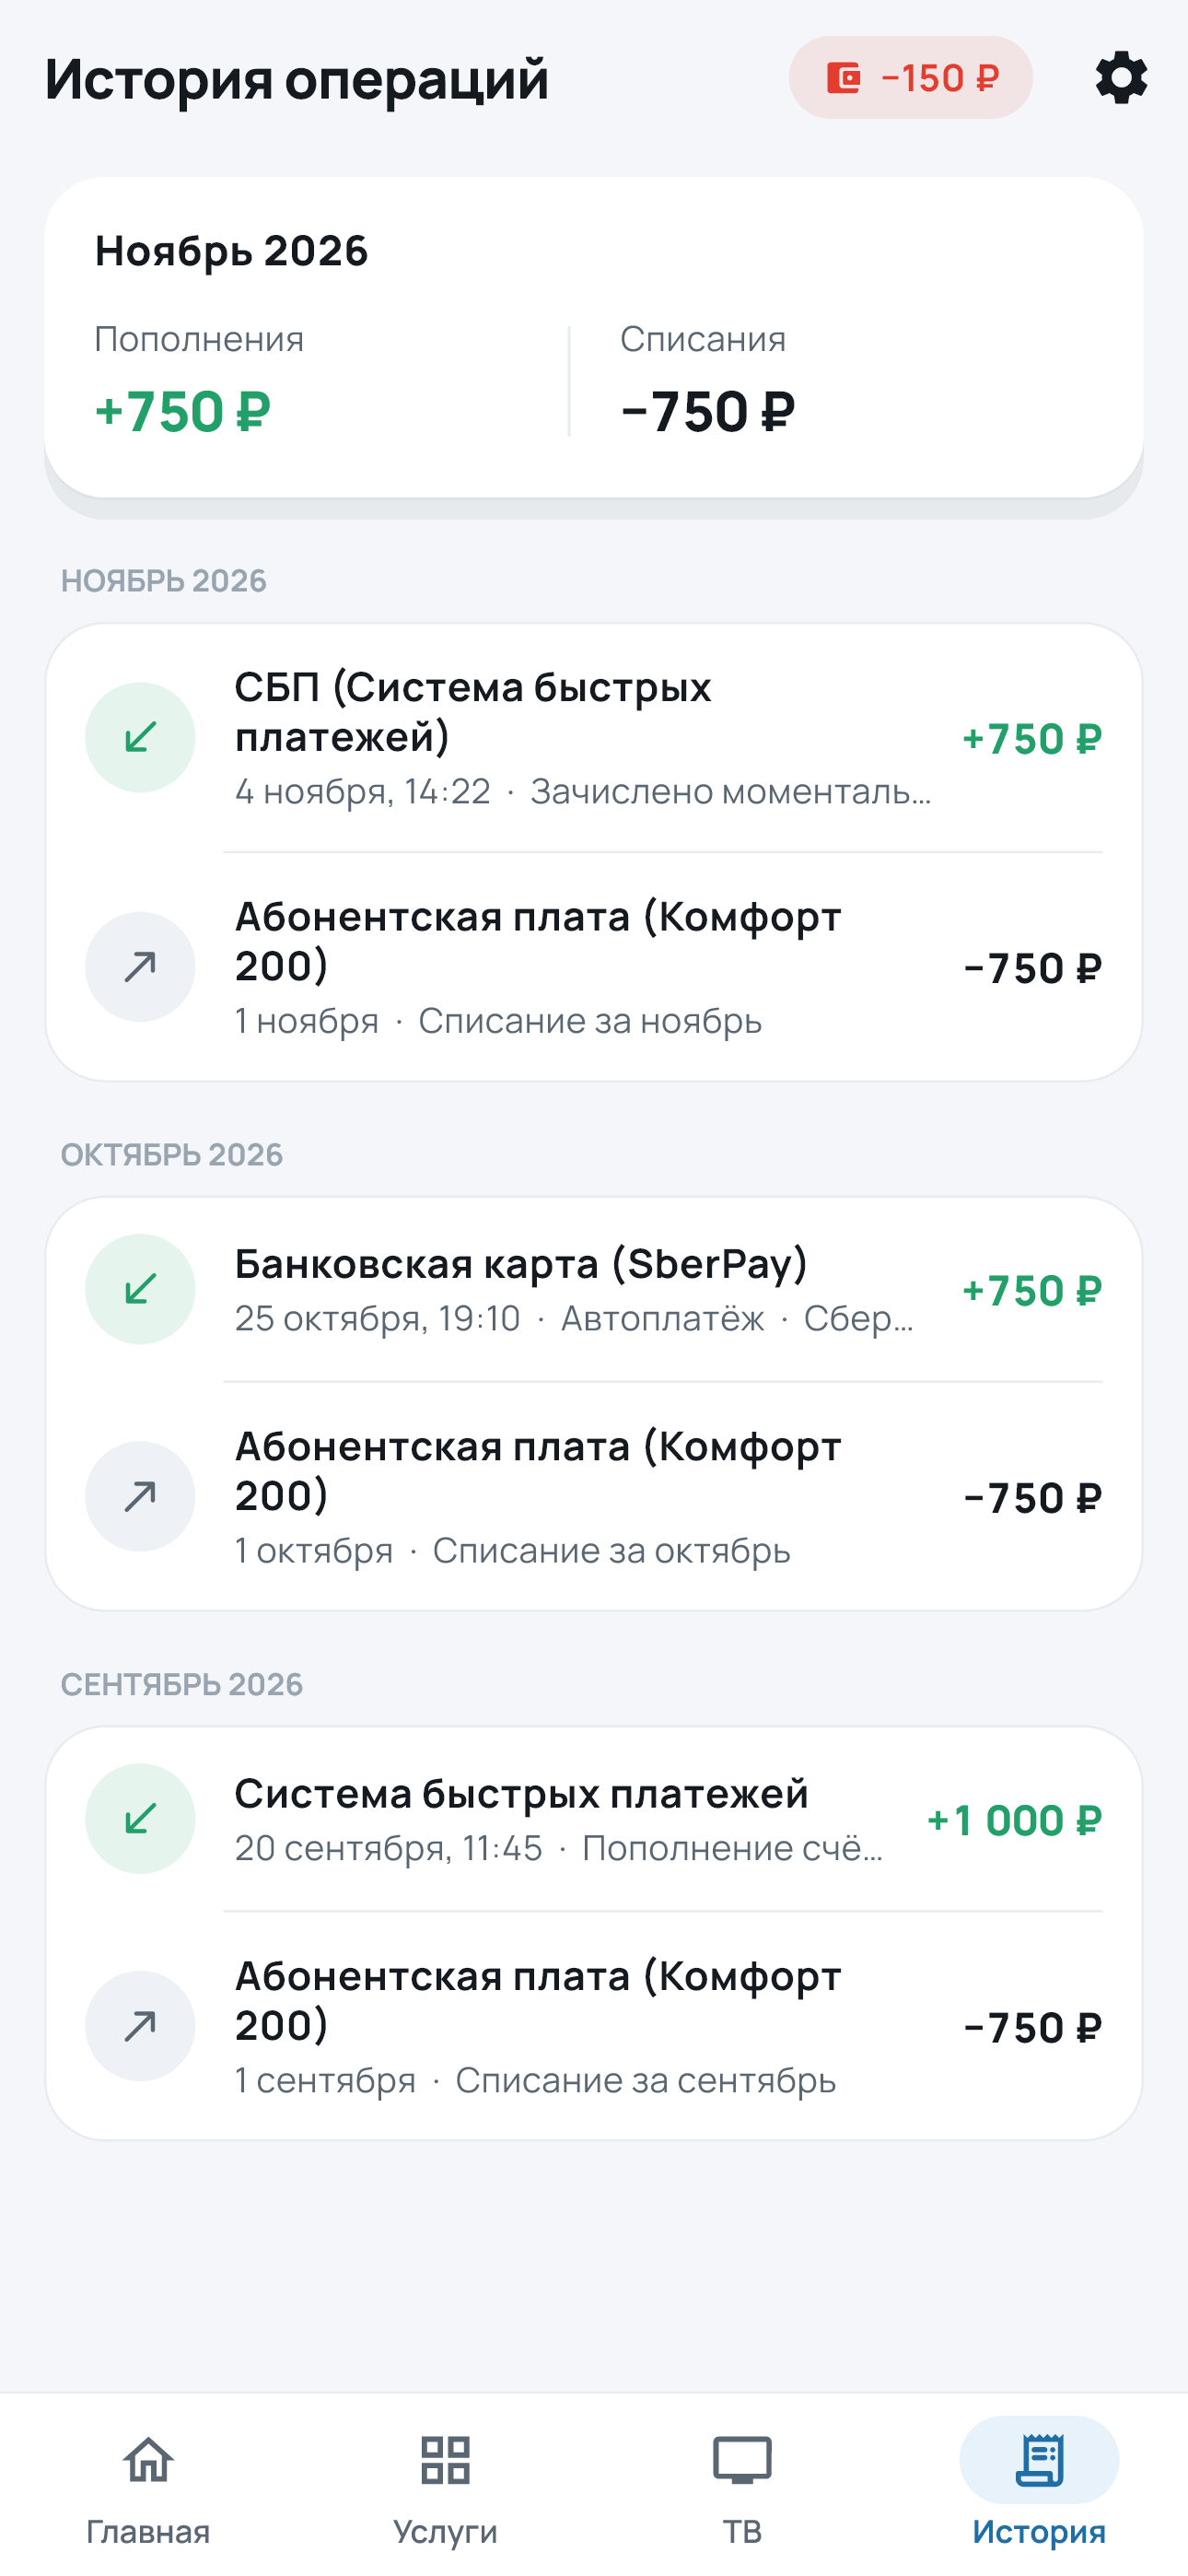 История операций
−150 ₽
Ноябрь 2026
Пополнения
Списания
+750 ₽
−750 ₽
НОЯБРЬ 2026
СБП (Система быстрых
платежей)
+750 ₽
4 ноября, 14:22 · Зачислено моменталь...
Абонентская плата (Комфорт
200)
−750 ₽
1 ноября · Списание за ноябрь
ОКТЯБРЬ 2026
Банковская карта (SberPay)
+750 ₽
25 октября, 19:10 · Автоплатёж · Сбер...
Абонентская плата (Комфорт
200)
−750 ₽
1 октября · Списание за октябрь
СЕНТЯБРЬ 2026
Система быстрых платежей
+1 000 ₽
20 сентября, 11:45 · Пополнение счё...
Абонентская плата (Комфорт
200)
−750 ₽
1 сентября · Списание за сентябрь
Главная
Услуги
ТВ
История